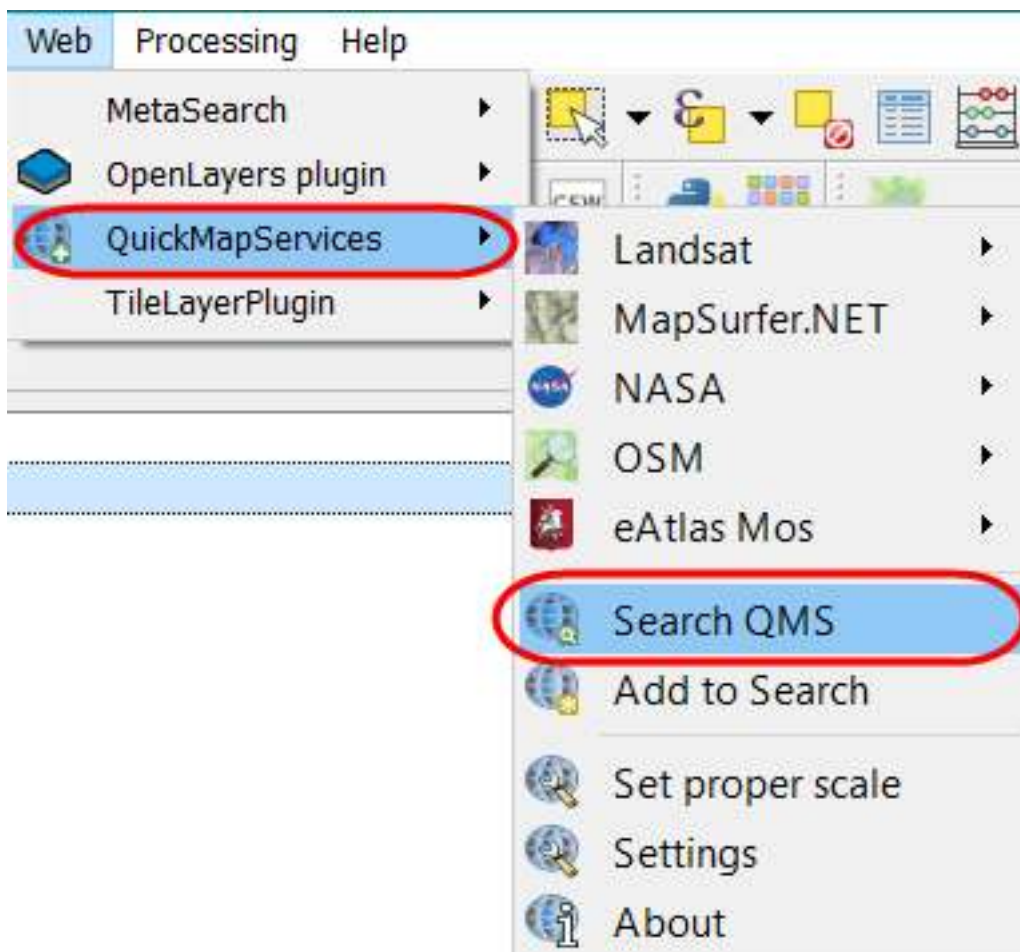 Web Processing Help
MetaSearch
OpenLayers plugin
QuickMapServices
TileLayerPlugin
CSW
Landsat
MapSurfer.NET
NASA
OSM
eAtlas Mos
Search QMS
Add to Search
Set proper scale
Settings
About